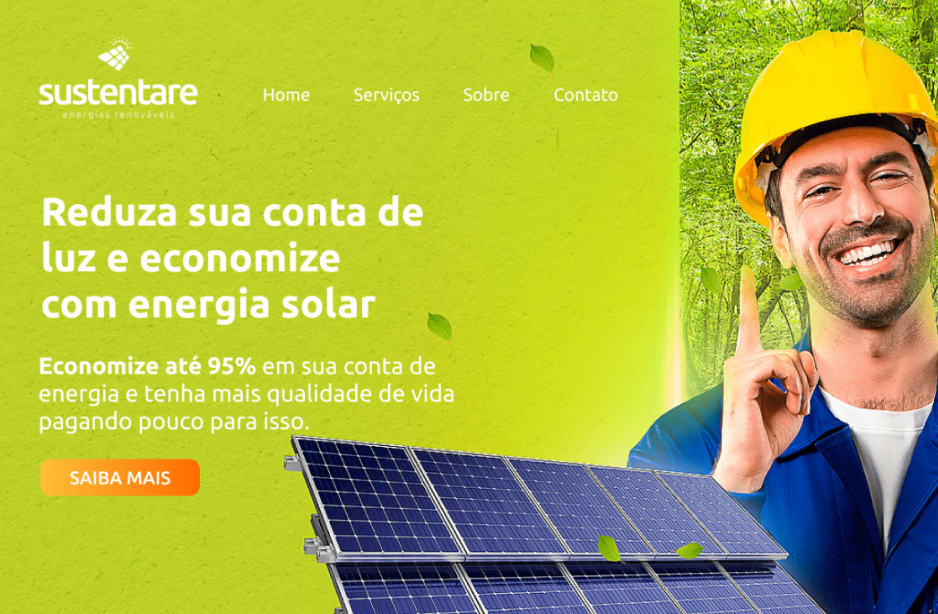 sustentare
energias renováveis
Home Serviços Sobre Contato
Reduza sua conta de
luz e economize
com energia solar
Economize até 95% em sua conta de
energia e tenha mais qualidade de vida
pagando pouco para isso.
SAIBA MAIS